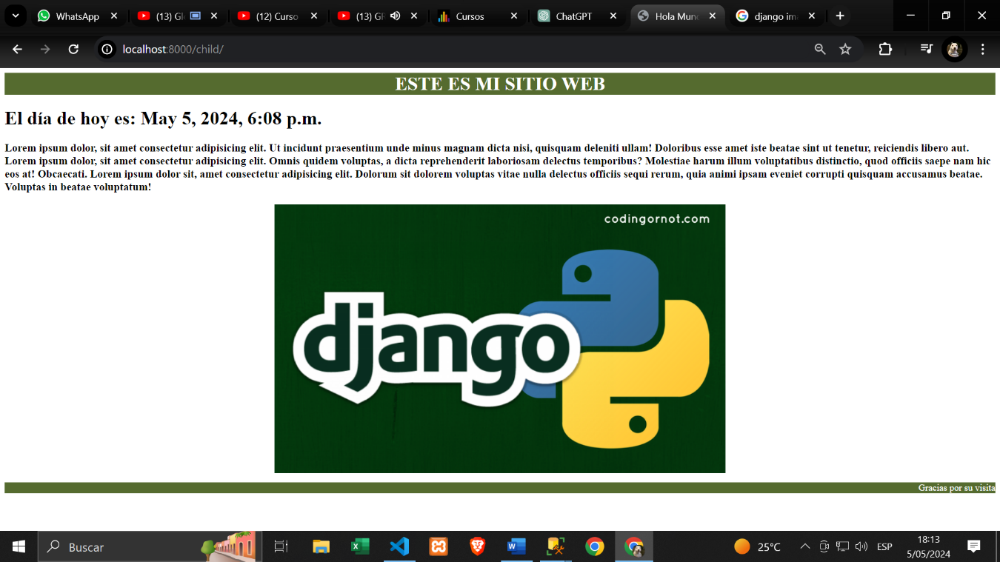 WhatsApp
(13) Gl
(12) Curso
(13) GR
Cursos
ChatGPT
Hola Mund
django im
localhost:8000/child/
ESTE ES MI SITIO WEB
El día de hoy es: May 5, 2024, 6:08 p.m.
Lorem ipsum dolor, sit amet consectetur adipisicing elit. Ut incidunt praesentium unde minus magnam dicta nisi, quisquam deleniti ullam! Doloribus esse amet iste beatae sint ut tenetur, reiciendis libero aut.
Lorem ipsum dolor, sit amet consectetur adipisicing elit. Omnis quidem voluptas, a dicta reprehenderit laboriosam delectus temporibus? Molestiae harum illum voluptatibus distinctio, quod officiis saepe nam hic
eos at! Obcaecati. Lorem ipsum dolor sit, amet consectetur adipisicing elit. Dolorum sit dolorem voluptas vitae nulla delectus officiis sequi rerum, quia animi ipsam eveniet corrupti quisquam accusamus beatae.
Voluptas in beatae voluptatum!
codingornot.com
django
Gracias por su visita
Buscar
25°C
ESP
18:13
5/05/2024